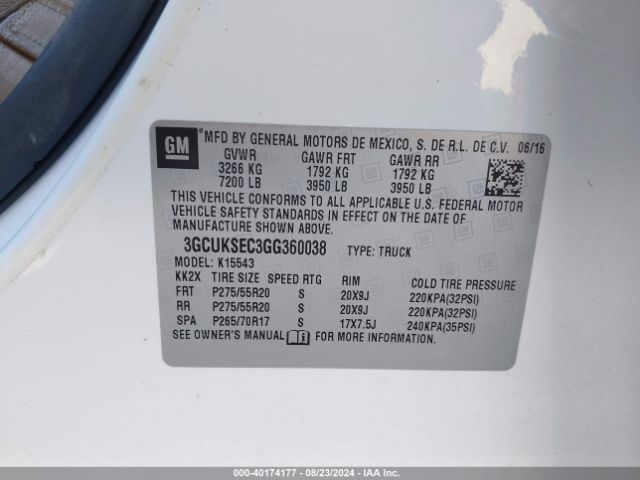 GM ®MFD BY GENERAL MOTORS DE MEXICO, S. DE R.L. DE C.V. 06/16
GVWR GAWR FRT GAWR RR
3266 KG 1792 KG 1792 KG
7200 LB 3950 LB 3950 LB
THIS VEHICLE CONFORMS TO ALL APPLICABLE U.S. FEDERAL MOTOR
VEHICLE SAFETY STANDARDS IN EFFECT ON THE DATE OF
MANUFACTURE SHOWN ABOVE.
3GCUKSEC3GG360038 TYPE: TRUCK
MODEL: K15543
KK2X TIRE SIZE SPEED RTG RIM COLD TIRE PRESSURE
FRT P275/55R20 S 20X9J 220KPA(32PSI)
RR P275/55R20 S 20X9J 220KPA(32PSI)
SPA P265/70R17 S 17X7.5J 240KPA(35PSI)
SEE OWNER'S MANUAL FOR MORE INFORMATION.
Stock: 40174177 - 08/23/2024 - IAA Inc.